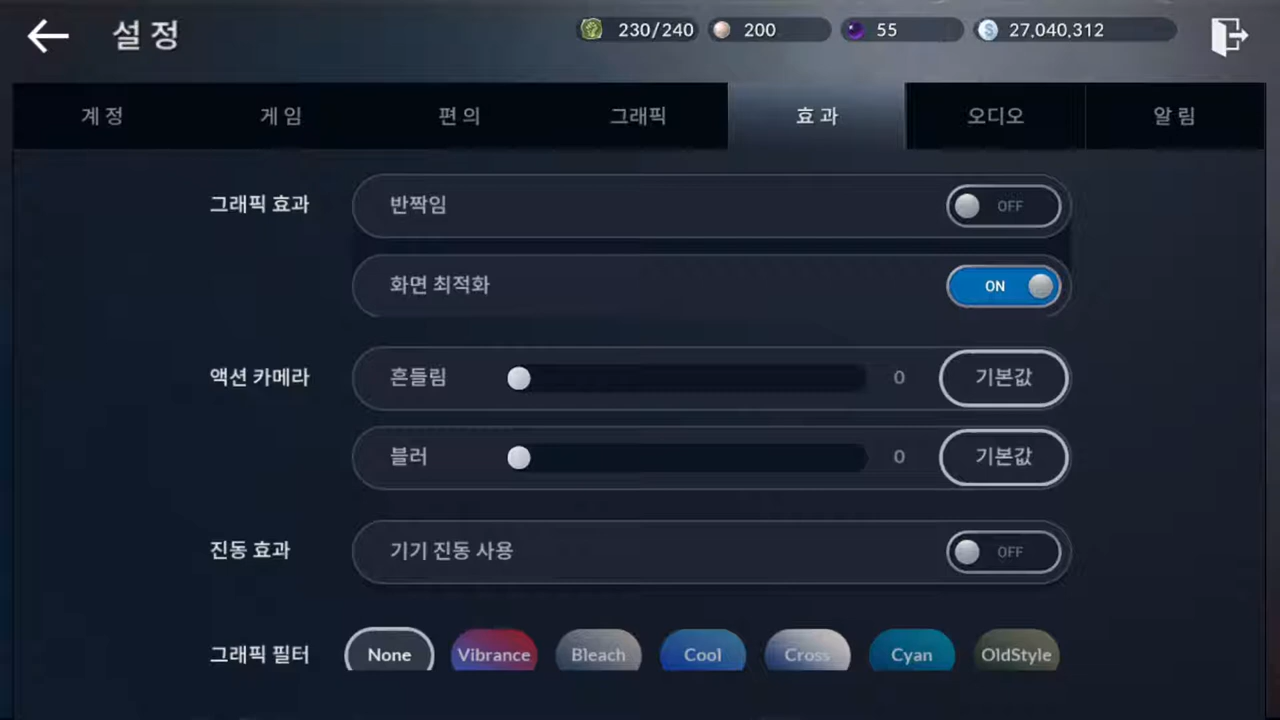 설정 230/240 200 55 27,040,312
계정 게임 편의 그래픽 효과 오디오 알림
그래픽 효과 반짝임 OFF
화면 최적화 ON
액션 카메라 흔들림 0 기본값
블러 0 기본값
진동 효과 기기 진동 사용 OFF
그래픽 필터 None Vibrance Bleach Cool Cross Cyan OldStyle